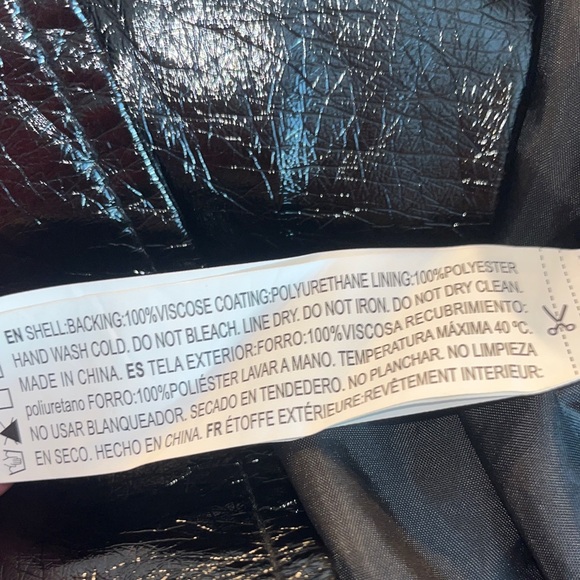 EN SHELL:BACKING:100%VISCOSE COATING:POLYURETHANE LINING:100%POLYESTER
HAND WASH COLD. DO NOT BLEACH. LINE DRY. DO NOT IRON. DO NOT DRY CLEAN.
MADE IN CHINA. ES TELA EXTERIOR:FORRO:100%VISCOSA RECUBRIMIENTO:
poliuretano FORRO:100%POLIÉSTER LAVAR A MANO. TEMPERATURA MÁXIMA 40 ºC.
NO USAR BLANQUEADOR. SECADO EN TENDEDERO. NO PLANCHAR. NO LIMPIEZA
EN SECO. HECHO EN CHINA. FR ÉTOFFE EXTÉRIEURE:REVÊTEMENT INTERIEUR: